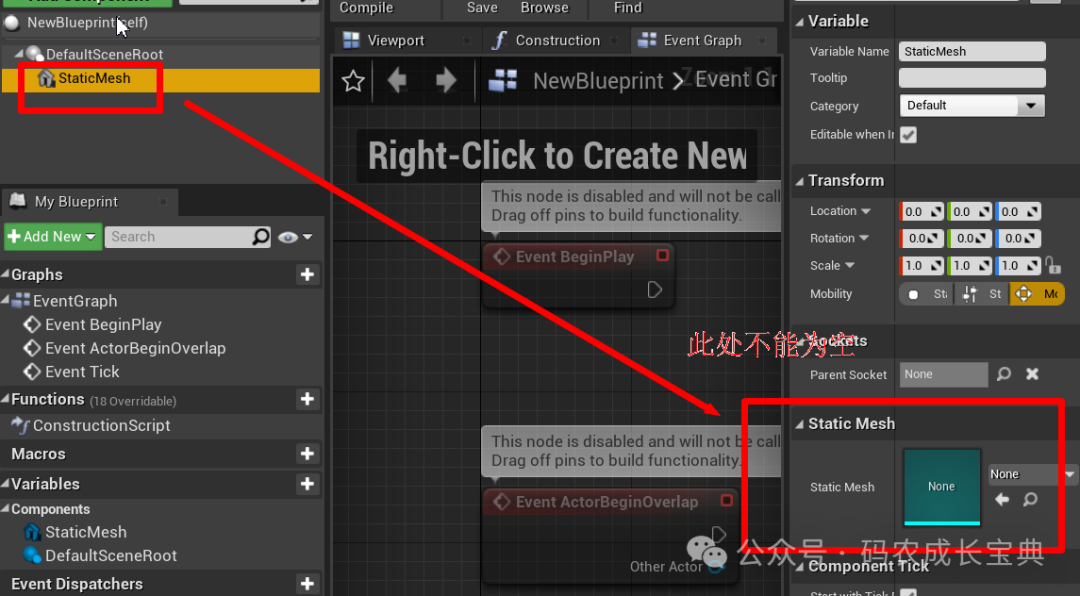 Add Component
Compile
Save
Browse
Find
NewBlueprint(self)
DefaultSceneRoot
StaticMesh
Viewport
Construction
Event Graph
NewBlueprint
Event Gr
Right-Click to Create New
This node is disabled and will not be call
Drag off pins to build functionality.
Event BeginPlay
This node is disabled and will not be call
Drag off pins to build functionality.
Event ActorBeginOverlap
Other Actor
My Blueprint
Add New
Search
Graphs
EventGraph
Event BeginPlay
Event ActorBeginOverlap
Event Tick
Functions (18 Overridable)
ConstructionScript
Macros
Variables
Components
StaticMesh
DefaultSceneRoot
Event Dispatchers
Variable
Variable Name StaticMesh
Tooltip
Category Default
Editable when Ir
Transform
Location 0.0 0.0 0.0
Rotation 0.0 0.0 0.0
Scale 1.0 1.0 1.0
Mobility St St Mo
此处不能为空
Sockets
Parent Socket None
Static Mesh
Static Mesh None None
公众号 · 码农成长宝典
Component Tick
Start with Tick